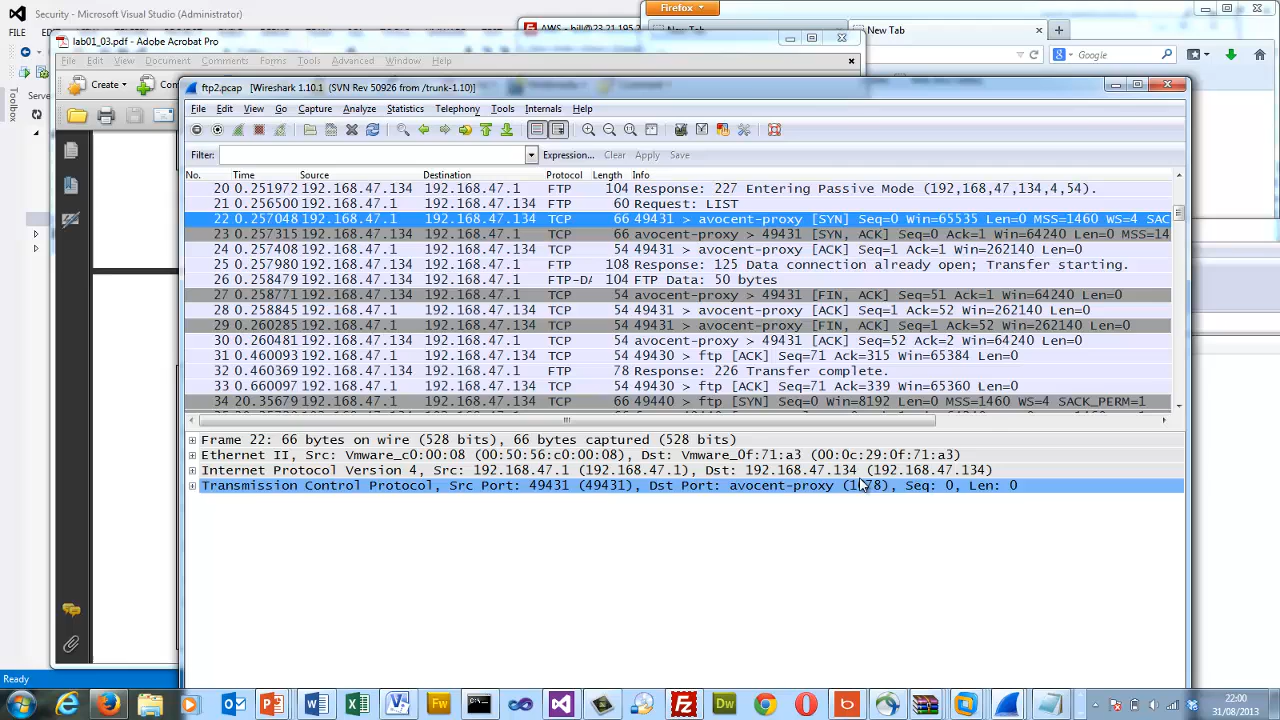 Security - Microsoft Visual Studio (Administrator)
FILE
Firefox
AWS - bill@23.21.195.2
New Tab
New Tab
Google
lab01_03.pdf - Adobe Acrobat Pro
File Edit View Document Comments Forms Tools Advanced Window Help
Create
Server
Toolbox
ftp2.pcap [Wireshark 1.10.1 (SVN Rev 50926 from /trunk-1.10)]
File Edit View Go Capture Analyze Statistics Telephony Tools Internals Help
Filter: Expression... Clear Apply Save
No. Time Source Destination Protocol Length Info
20 0.251972 192.168.47.134 192.168.47.1 FTP 104 Response: 227 Entering Passive Mode (192,168,47,134,4,54).
21 0.256500 192.168.47.1 192.168.47.134 FTP 60 Request: LIST
22 0.257048 192.168.47.1 192.168.47.134 TCP 66 49431 > avocent-proxy [SYN] Seq=0 Win=65535 Len=0 MSS=1460 WS=4 SACK
23 0.257315 192.168.47.134 192.168.47.1 TCP 66 avocent-proxy > 49431 [SYN, ACK] Seq=0 Ack=1 Win=64240 Len=0 MSS=14
24 0.257408 192.168.47.1 192.168.47.134 TCP 54 49431 > avocent-proxy [ACK] Seq=1 Ack=1 Win=262140 Len=0
25 0.257980 192.168.47.134 192.168.47.1 FTP 108 Response: 125 Data connection already open; Transfer starting.
26 0.258479 192.168.47.134 192.168.47.1 FTP-DA 104 FTP Data: 50 bytes
27 0.258771 192.168.47.134 192.168.47.1 TCP 54 avocent-proxy > 49431 [FIN, ACK] Seq=51 Ack=1 Win=64240 Len=0
28 0.258845 192.168.47.1 192.168.47.134 TCP 54 49431 > avocent-proxy [ACK] Seq=1 Ack=52 Win=262140 Len=0
29 0.260285 192.168.47.1 192.168.47.134 TCP 54 49431 > avocent-proxy [FIN, ACK] Seq=1 Ack=52 Win=262140 Len=0
30 0.260481 192.168.47.134 192.168.47.1 TCP 54 avocent-proxy > 49431 [ACK] Seq=52 Ack=2 Win=64240 Len=0
31 0.460093 192.168.47.1 192.168.47.134 TCP 54 49430 > ftp [ACK] Seq=71 Ack=315 Win=65384 Len=0
32 0.460369 192.168.47.134 192.168.47.1 FTP 78 Response: 226 Transfer complete.
33 0.660097 192.168.47.1 192.168.47.134 TCP 54 49430 > ftp [ACK] Seq=71 Ack=339 Win=65360 Len=0
34 20.35679 192.168.47.1 192.168.47.134 TCP 66 49440 > ftp [SYN] Seq=0 Win=8192 Len=0 MSS=1460 WS=4 SACK_PERM=1
Frame 22: 66 bytes on wire (528 bits), 66 bytes captured (528 bits)
Ethernet II, Src: Vmware_c0:00:08 (00:50:56:c0:00:08), Dst: Vmware_0f:71:a3 (00:0c:29:0f:71:a3)
Internet Protocol Version 4, Src: 192.168.47.1 (192.168.47.1), Dst: 192.168.47.134 (192.168.47.134)
Transmission Control Protocol, Src Port: 49431 (49431), Dst Port: avocent-proxy (1078), Seq: 0, Len: 0
Ready
22:00
31/08/2013